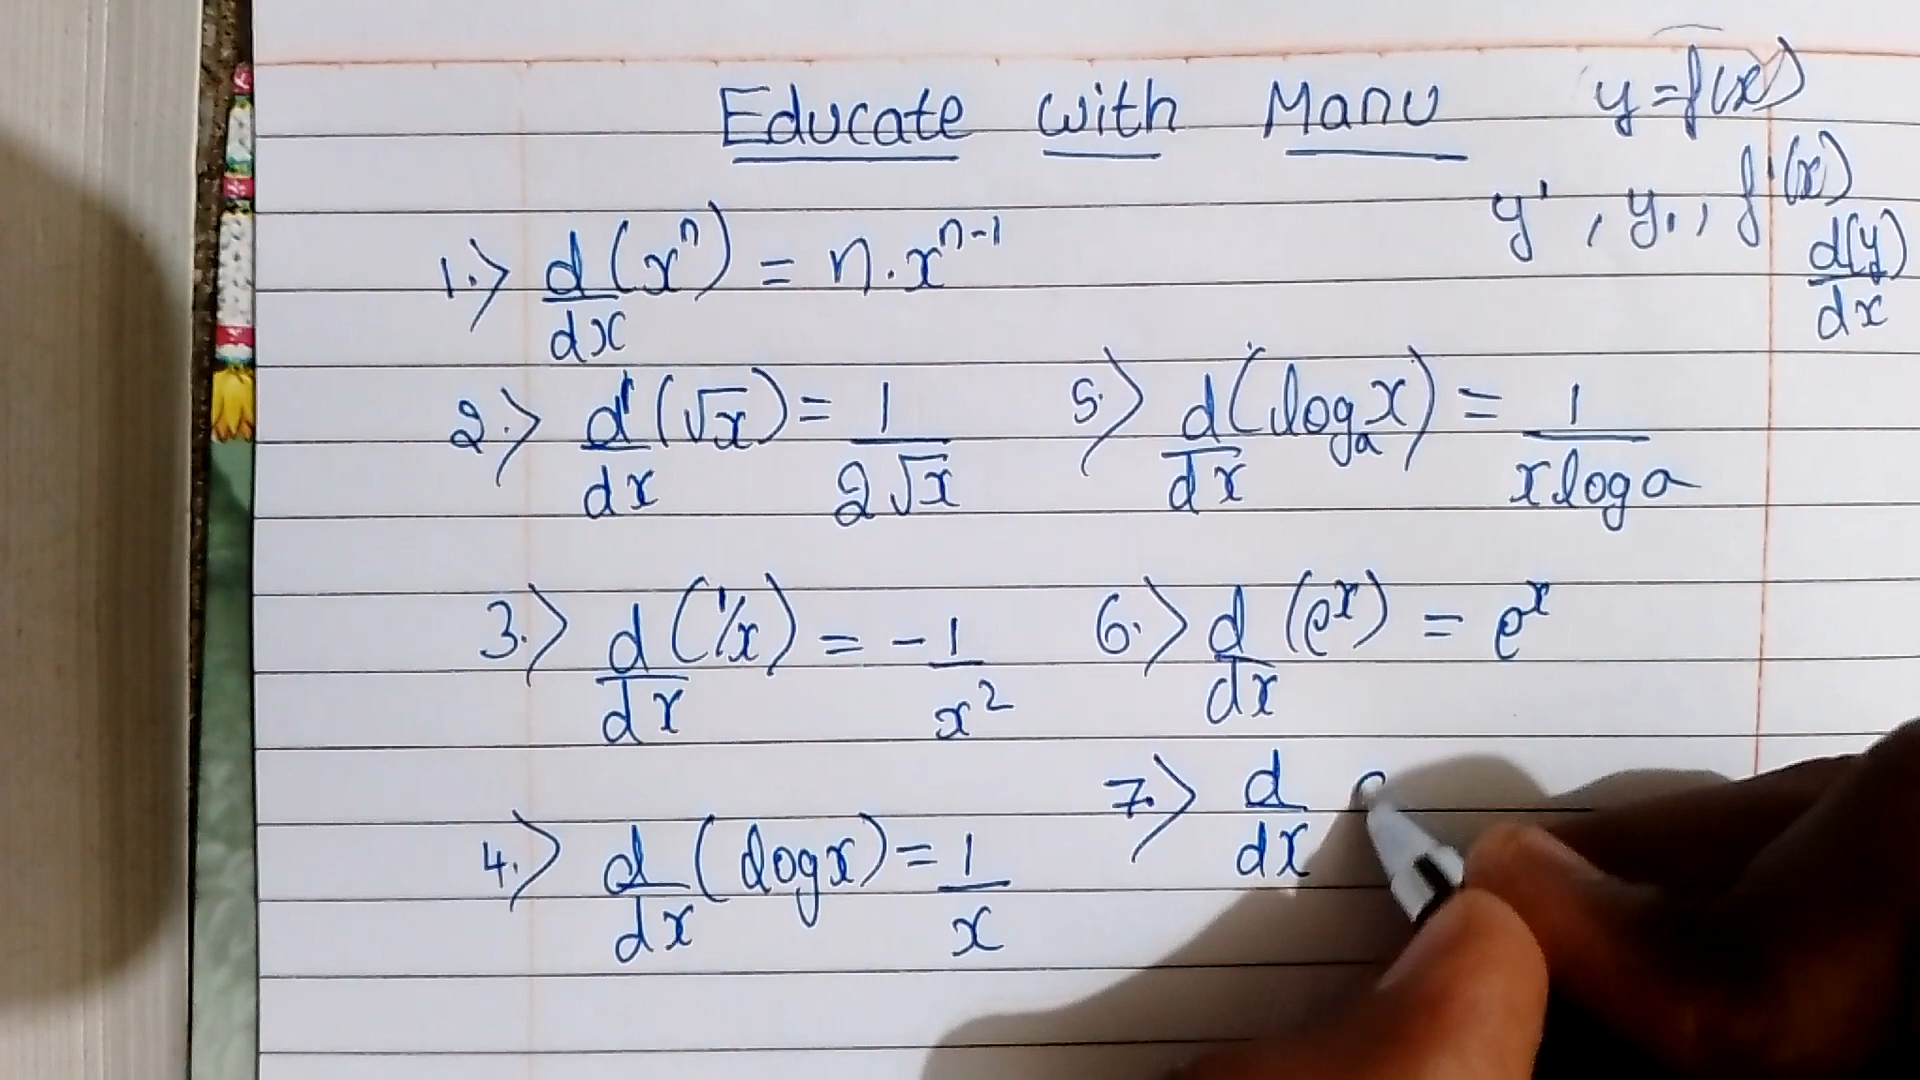 Educate with Manu
y = f(x)
y', y₁, f'(x)
d(y)/dx
1.> d/dx (xⁿ) = n·xⁿ⁻¹
2.> d/dx (√x) = 1/2√x
3.> d/dx (1/x) = -1/x²
4.> d/dx (log x) = 1/x
5.> d/dx (logₐx) = 1/x log a
6.> d/dx (eˣ) = eˣ
7.> d/dx